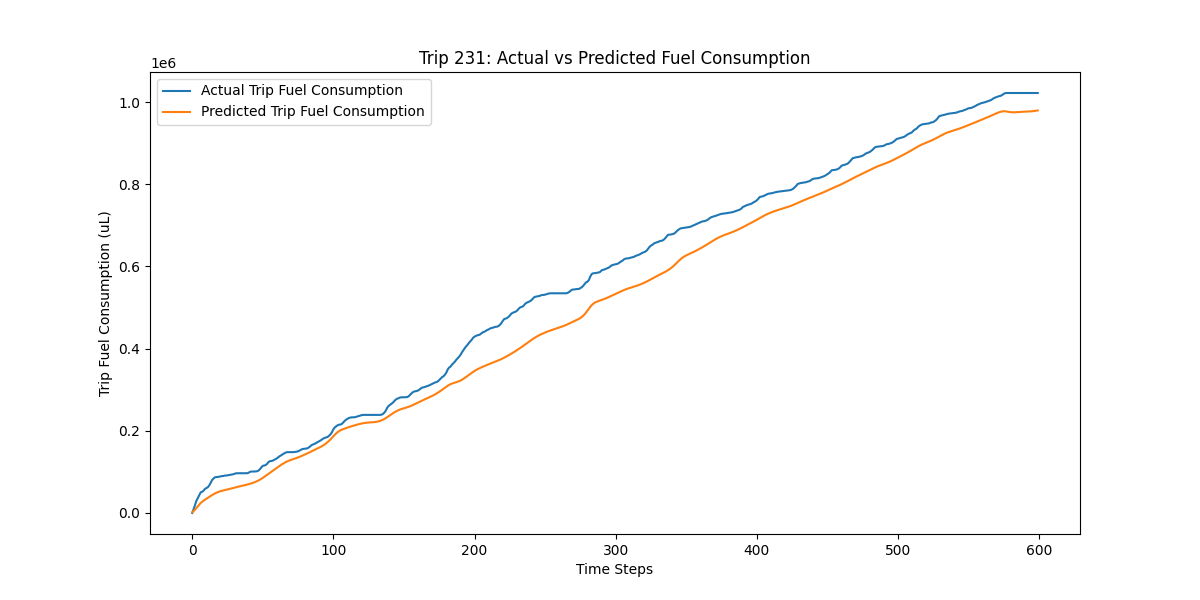 Trip 231: Actual vs Predicted Fuel Consumption
1e6
Actual Trip Fuel Consumption
Predicted Trip Fuel Consumption
Trip Fuel Consumption (uL)
1.0
0.8
0.6
0.4
0.2
0.0
0 100 200 300 400 500 600
Time Steps